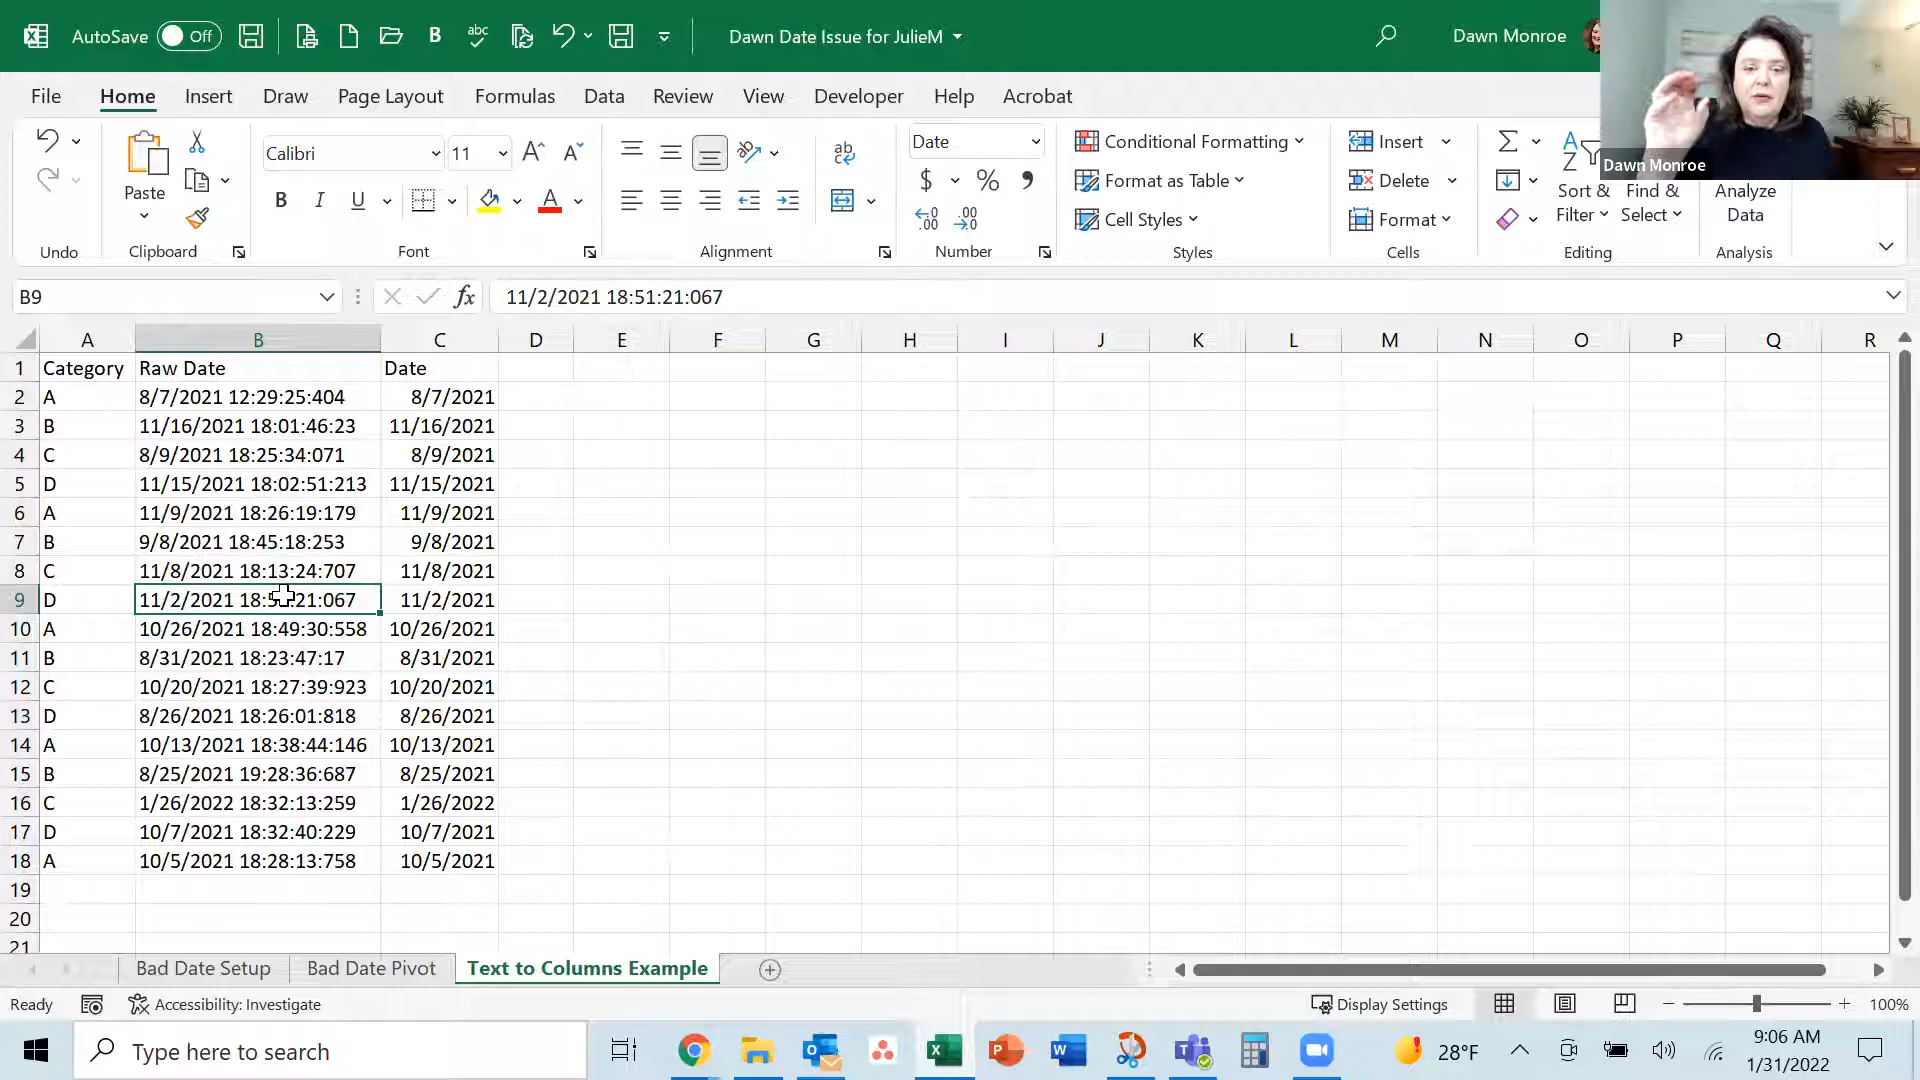 AutoSave Off B abc Dawn Date Issue for JulieM Dawn Monroe
File Home Insert Draw Page Layout Formulas Data Review View Developer Help Acrobat
Dawn Monroe
Calibri 11 A A Date Conditional Formatting Insert
Paste $ % Format as Table Delete Sort & Filter Find & Select Analyze Data
B I U A Cell Styles Format
Undo Clipboard Font Alignment Number Styles Cells Editing Analysis
B9 fx 11/2/2021 18:51:21:067
A B C D E F G H I J K L M N O P Q R
1 Category Raw Date Date
2 A 8/7/2021 12:29:25:404 8/7/2021
3 B 11/16/2021 18:01:46:23 11/16/2021
4 C 8/9/2021 18:25:34:071 8/9/2021
5 D 11/15/2021 18:02:51:213 11/15/2021
6 A 11/9/2021 18:26:19:179 11/9/2021
7 B 9/8/2021 18:45:18:253 9/8/2021
8 C 11/8/2021 18:13:24:707 11/8/2021
9 D 11/2/2021 18:51:21:067 11/2/2021
10 A 10/26/2021 18:49:30:558 10/26/2021
11 B 8/31/2021 18:23:47:17 8/31/2021
12 C 10/20/2021 18:27:39:923 10/20/2021
13 D 8/26/2021 18:26:01:818 8/26/2021
14 A 10/13/2021 18:38:44:146 10/13/2021
15 B 8/25/2021 19:28:36:687 8/25/2021
16 C 1/26/2022 18:32:13:259 1/26/2022
17 D 10/7/2021 18:32:40:229 10/7/2021
18 A 10/5/2021 18:28:13:758 10/5/2021
19
20
21
Bad Date Setup Bad Date Pivot Text to Columns Example
Ready Accessibility: Investigate Display Settings 100%
Type here to search 28°F 9:06 AM
1/31/2022